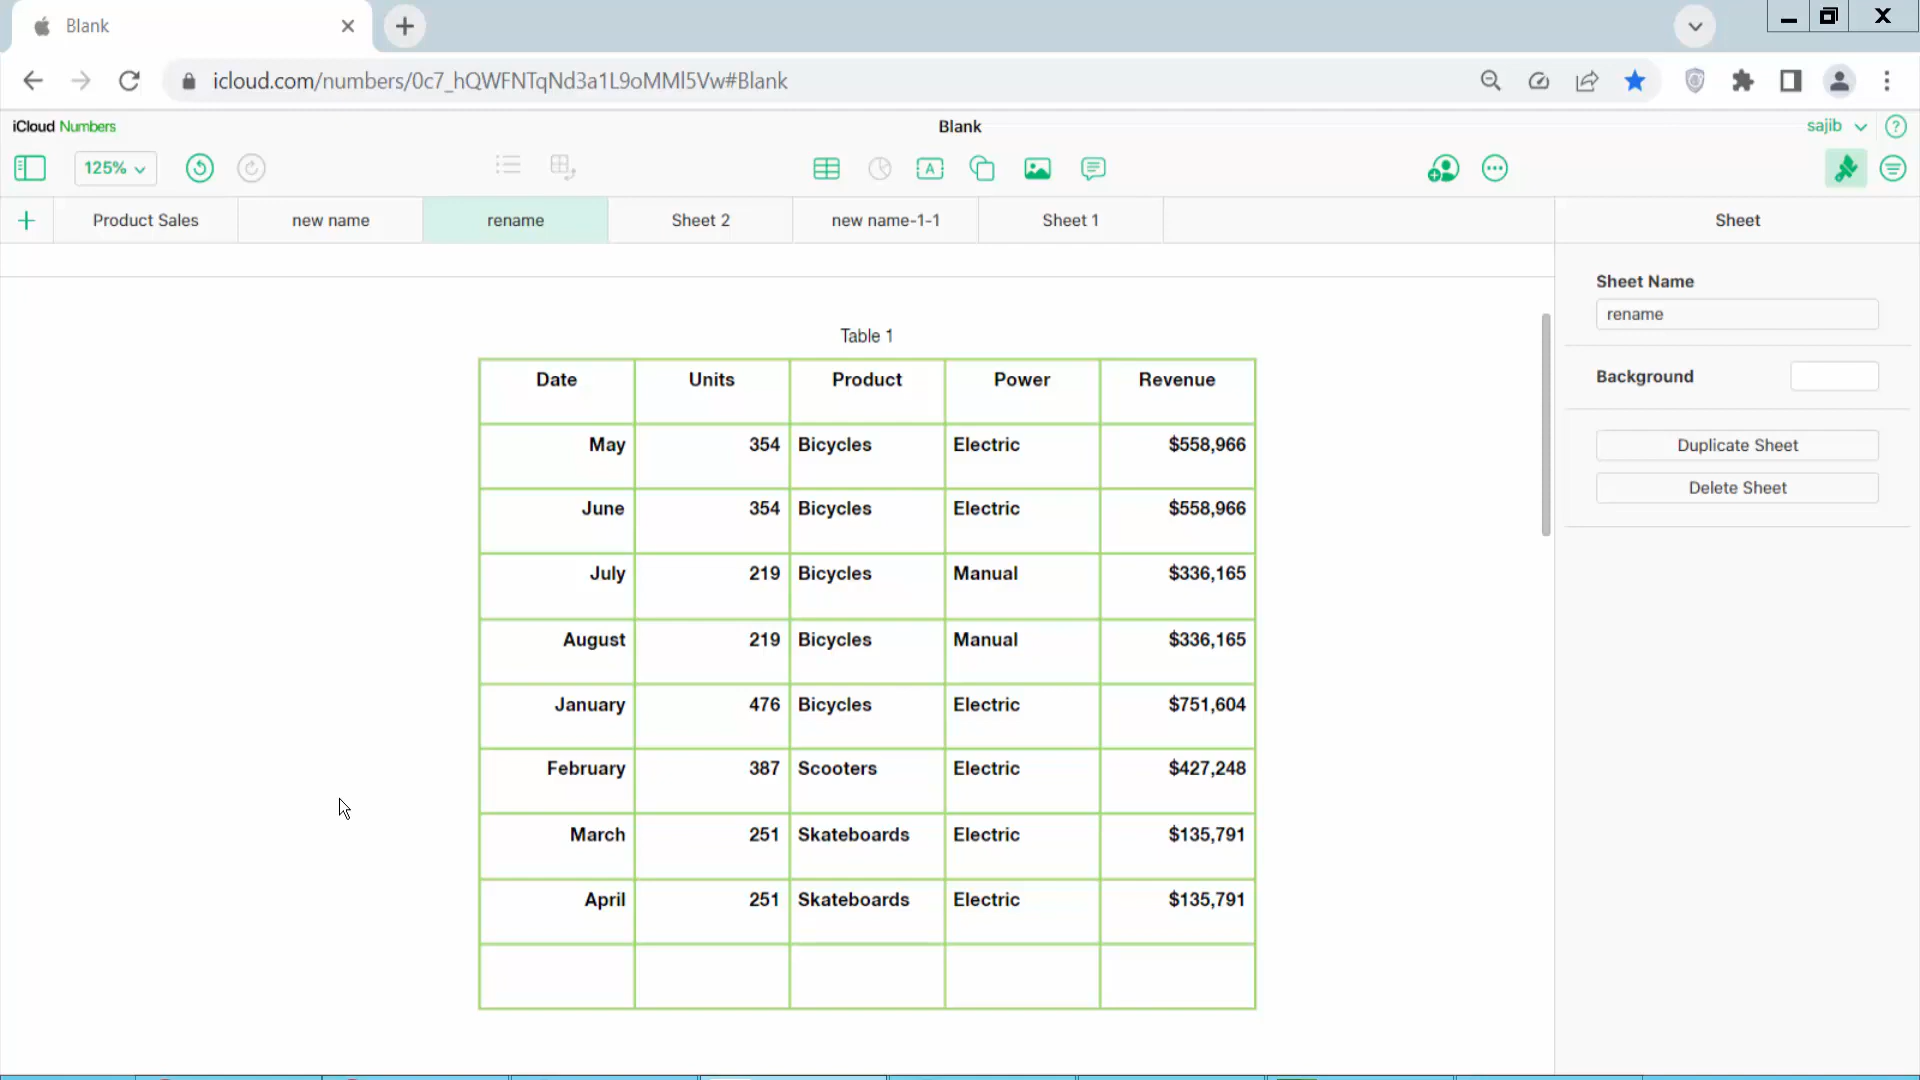 Blank
icloud.com/numbers/0c7_hQWFNTqNd3a1L9oMMl5Vw#Blank
iCloud Numbers
Blank
sajib
125%
Product Sales
new name
rename
Sheet 2
new name-1-1
Sheet 1
Sheet
Sheet Name
rename
Background
Duplicate Sheet
Delete Sheet
Table 1
Date Units Product Power Revenue
May 354 Bicycles Electric $558,966
June 354 Bicycles Electric $558,966
July 219 Bicycles Manual $336,165
August 219 Bicycles Manual $336,165
January 476 Bicycles Electric $751,604
February 387 Scooters Electric $427,248
March 251 Skateboards Electric $135,791
April 251 Skateboards Electric $135,791